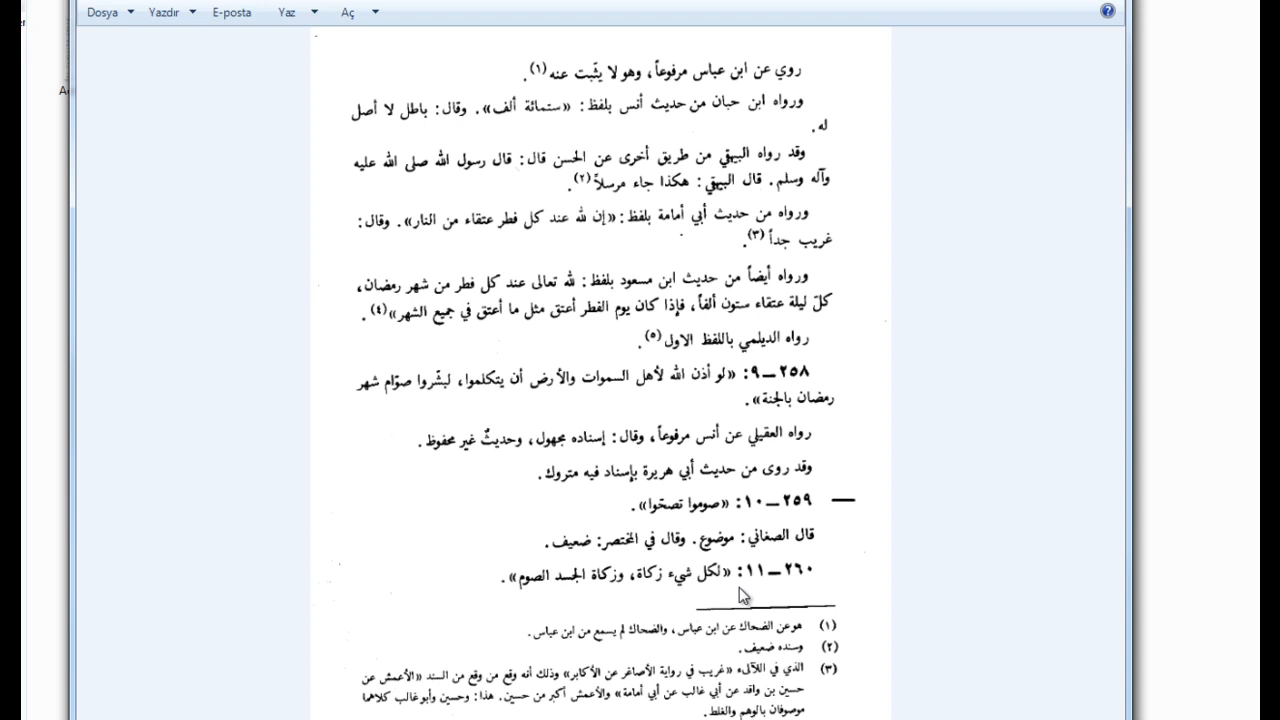 Dosya Yazdır E-posta Yaz Aç
روي عن ابن عباس مرفوعاً، وهو لا يثّبت عنه (١).
ورواه ابن حبان من حديث أنس بلفظ: «ستمائة ألف». وقال: باطل لا أصل
له.
وقد رواه البيهقي من طريق أخرى عن الحسن قال: قال رسول الله صلى الله عليه
وآله وسلم. قال البيهقي: هكذا جاء مرسلاً (٢).
ورواه من حديث أبي أمامة بلفظ: «إن لله عند كل فطر عتقاء من النار». وقال:
غريب جداً (٣).
ورواه أيضاً من حديث ابن مسعود بلفظ: لله تعالى عند كل فطر من شهر رمضان،
كلّ ليلة عتقاء ستون ألفاً، فإذا كان يوم الفطر أعتق مثل ما أعتق في جميع الشهر» (٤).
رواه الديلمي باللفظ الاول (٥).
٢٥٨ ــ ٩: «لو أذن الله لأهل السموات والأرض أن يتكلموا، لبشّروا صوّام شهر
رمضان بالجنة».
رواه العقيلي عن أنس مرفوعاً، وقال: إسناده مجهول، وحديثٌ غير محفوظ.
وقد روى من حديث أبي هريرة بإسناد فيه متروك.
٢٥٩ ــ ١٠: «صوموا تصحّوا».
قال الصغاني: موضوع. وقال في المختصر: ضعيف.
٢٦٠ ــ ١١: «لكل شيء زكاة، وزكاة الجسد الصوم».
(١) هو عن الضحاك عن ابن عباس، والضحاك لم يسمع من ابن عباس.
(٢) وسنده ضعيف.
(٣) الذي في اللآلىء «غريب في رواية الأصاغر عن الأكابر» وذلك أنه وقع من وقع من السند «الأعمش عن
حسين بن واقد عن أبي غالب عن أبي أمامة» والأعمش أكبر من حسين. هذا: وحسين وأبو غالب كلاهما
موصوفان بالوهم والغلط.